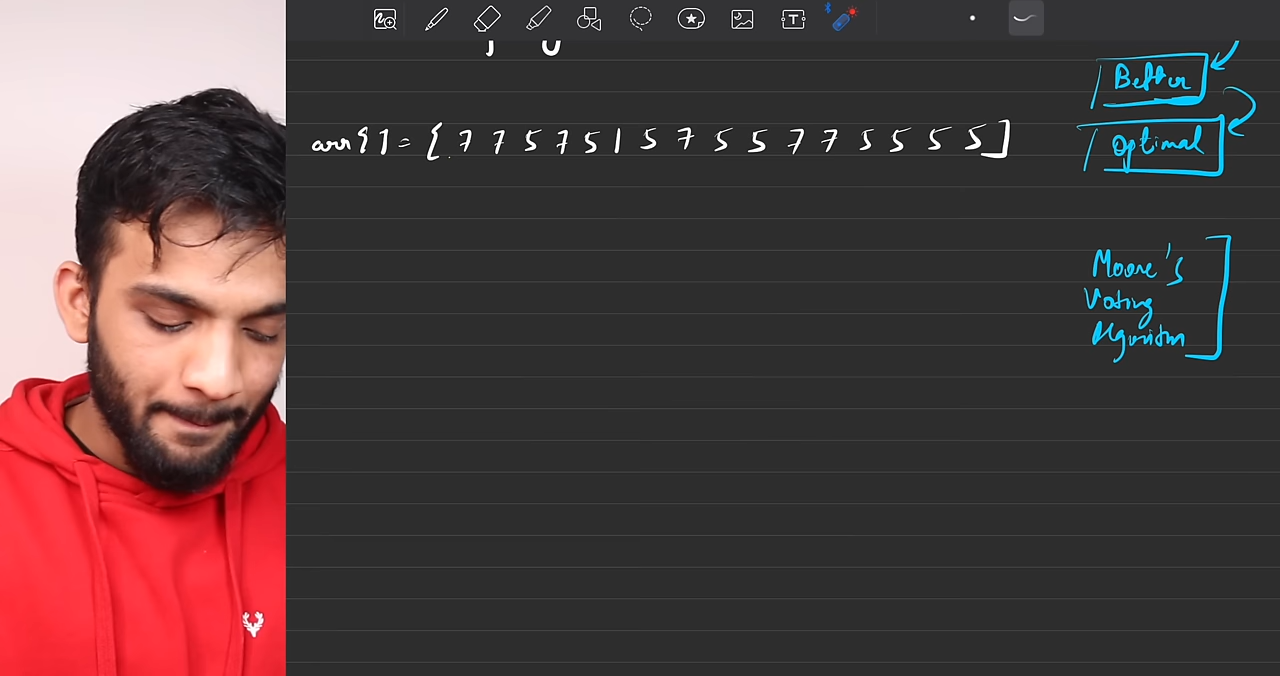 Better
arr[] = { 7 7 5 7 5 1 5 7 5 5 7 7 5 5 5 5 ]
Optimal
Moore's
Voting
Algorithm